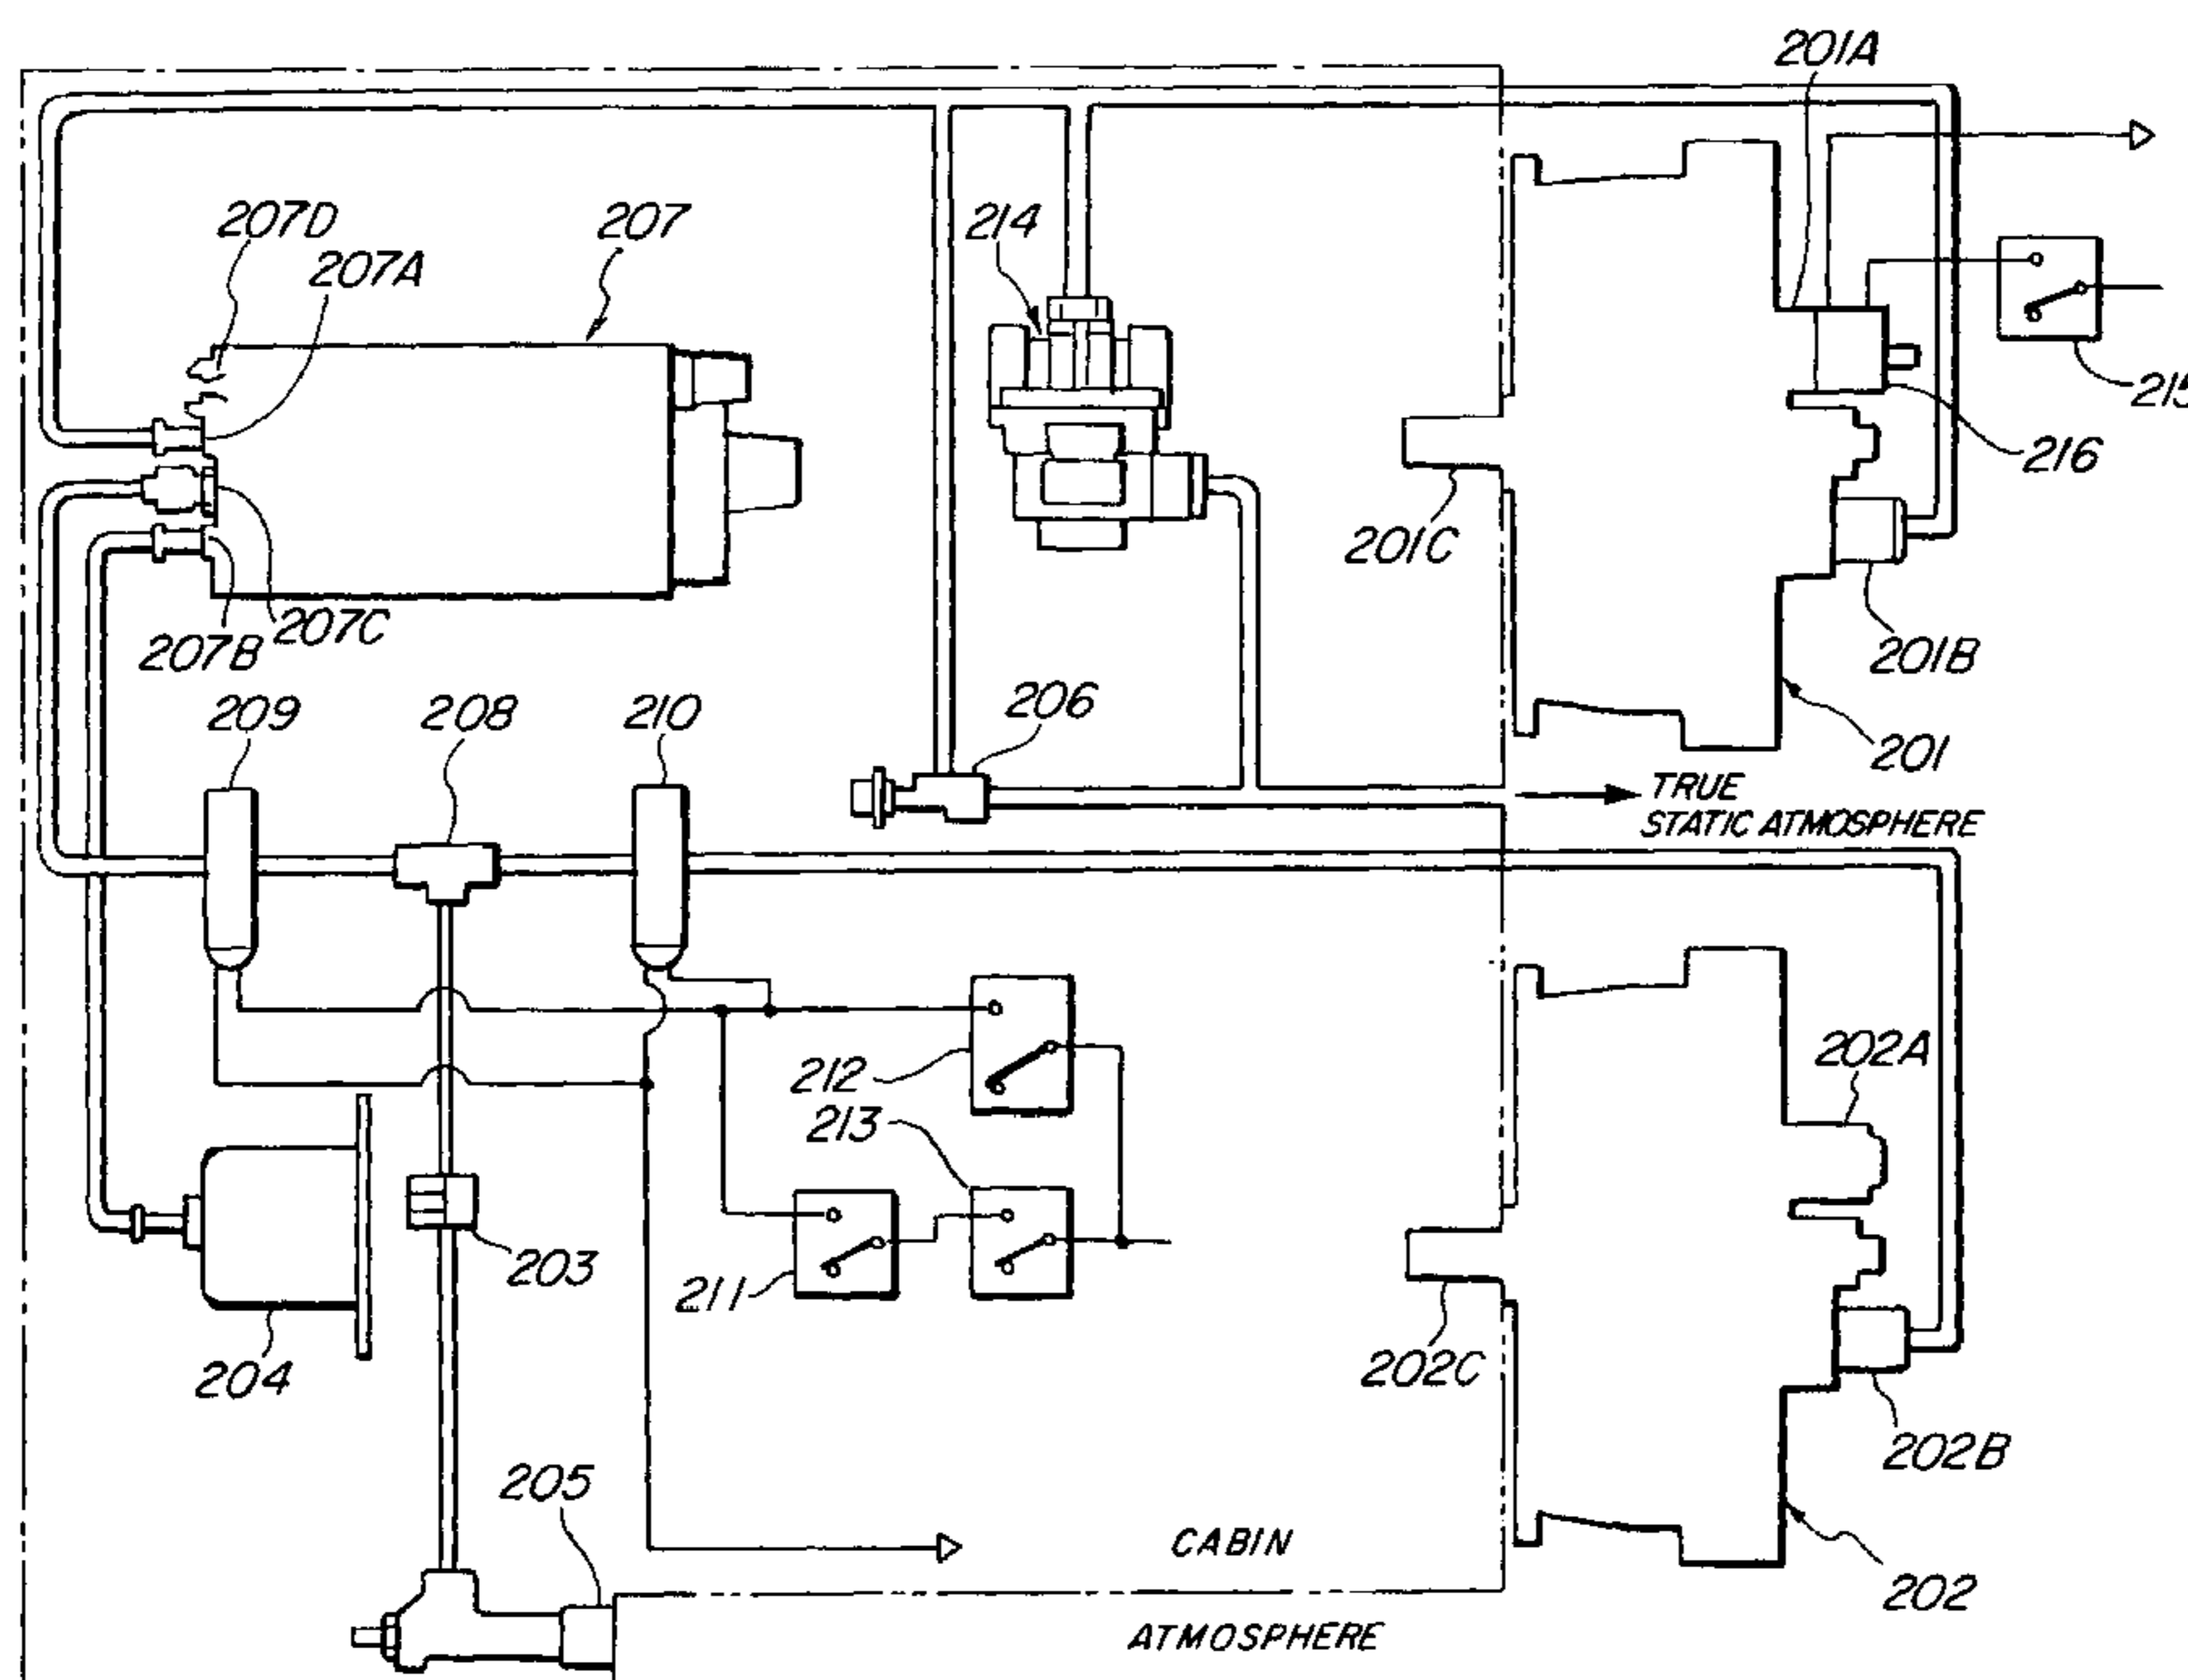 201A
207D
207
214
207A
215
216
201C
207C
207B
201B
209
208
210
206
201
TRUE
STATIC ATMOSPHERE
212
202A
213
203
211
204
202C
202B
205
CABIN
202
ATMOSPHERE